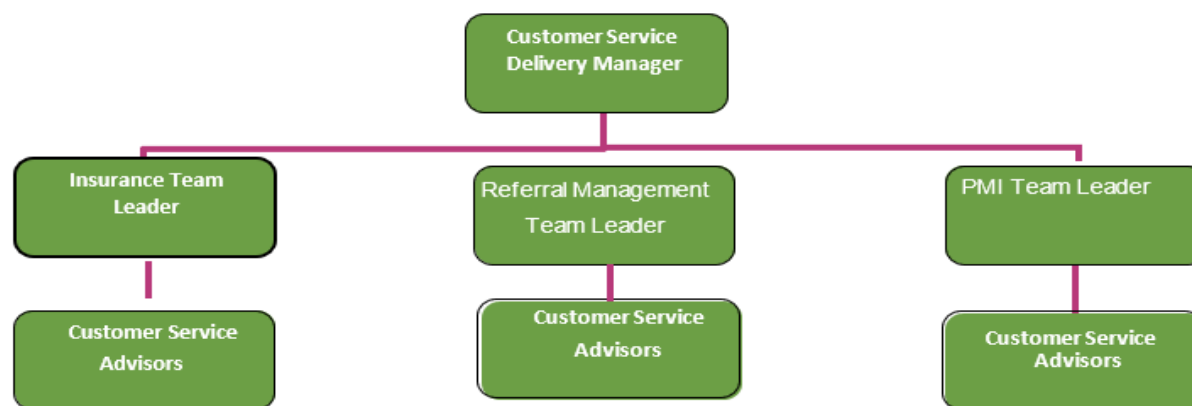 Customer Service
Delivery Manager
Insurance Team
Leader
Referral Management
Team Leader
PMI Team Leader
Customer Service
Advisors
Customer Service
Advisors
Customer Service
Advisors